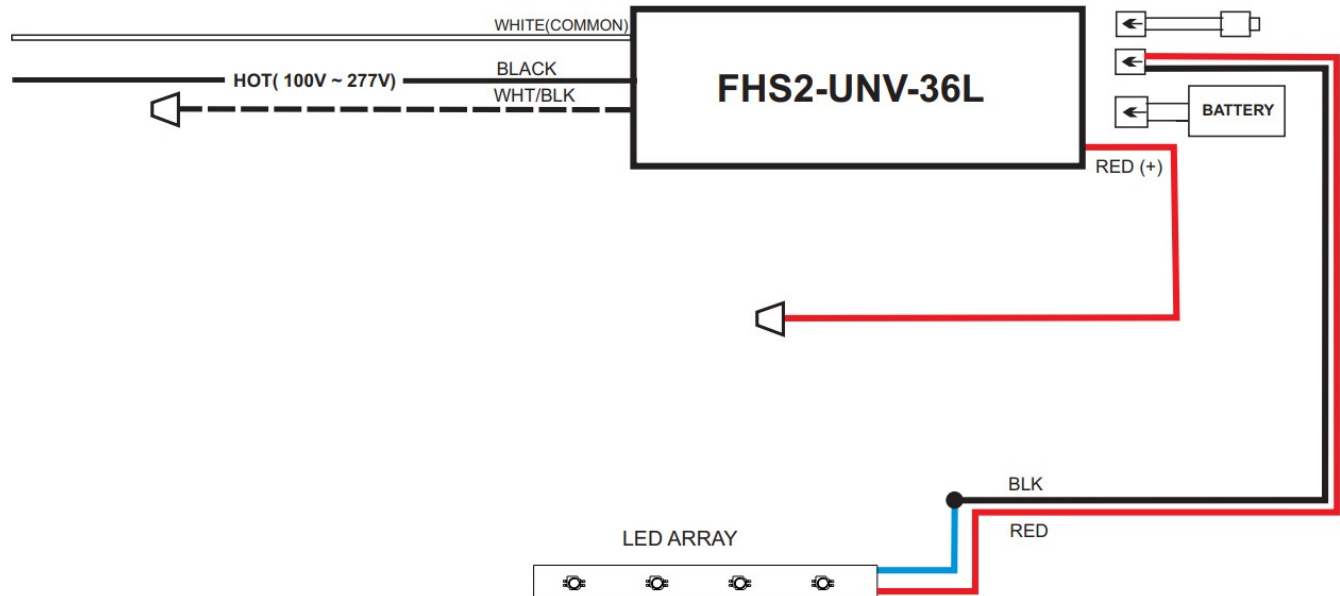 WHITE(COMMON)
HOT( 100V ~ 277V)
BLACK
WHT/BLK
FHS2-UNV-36L
BATTERY
RED (+)
BLK
RED
LED ARRAY